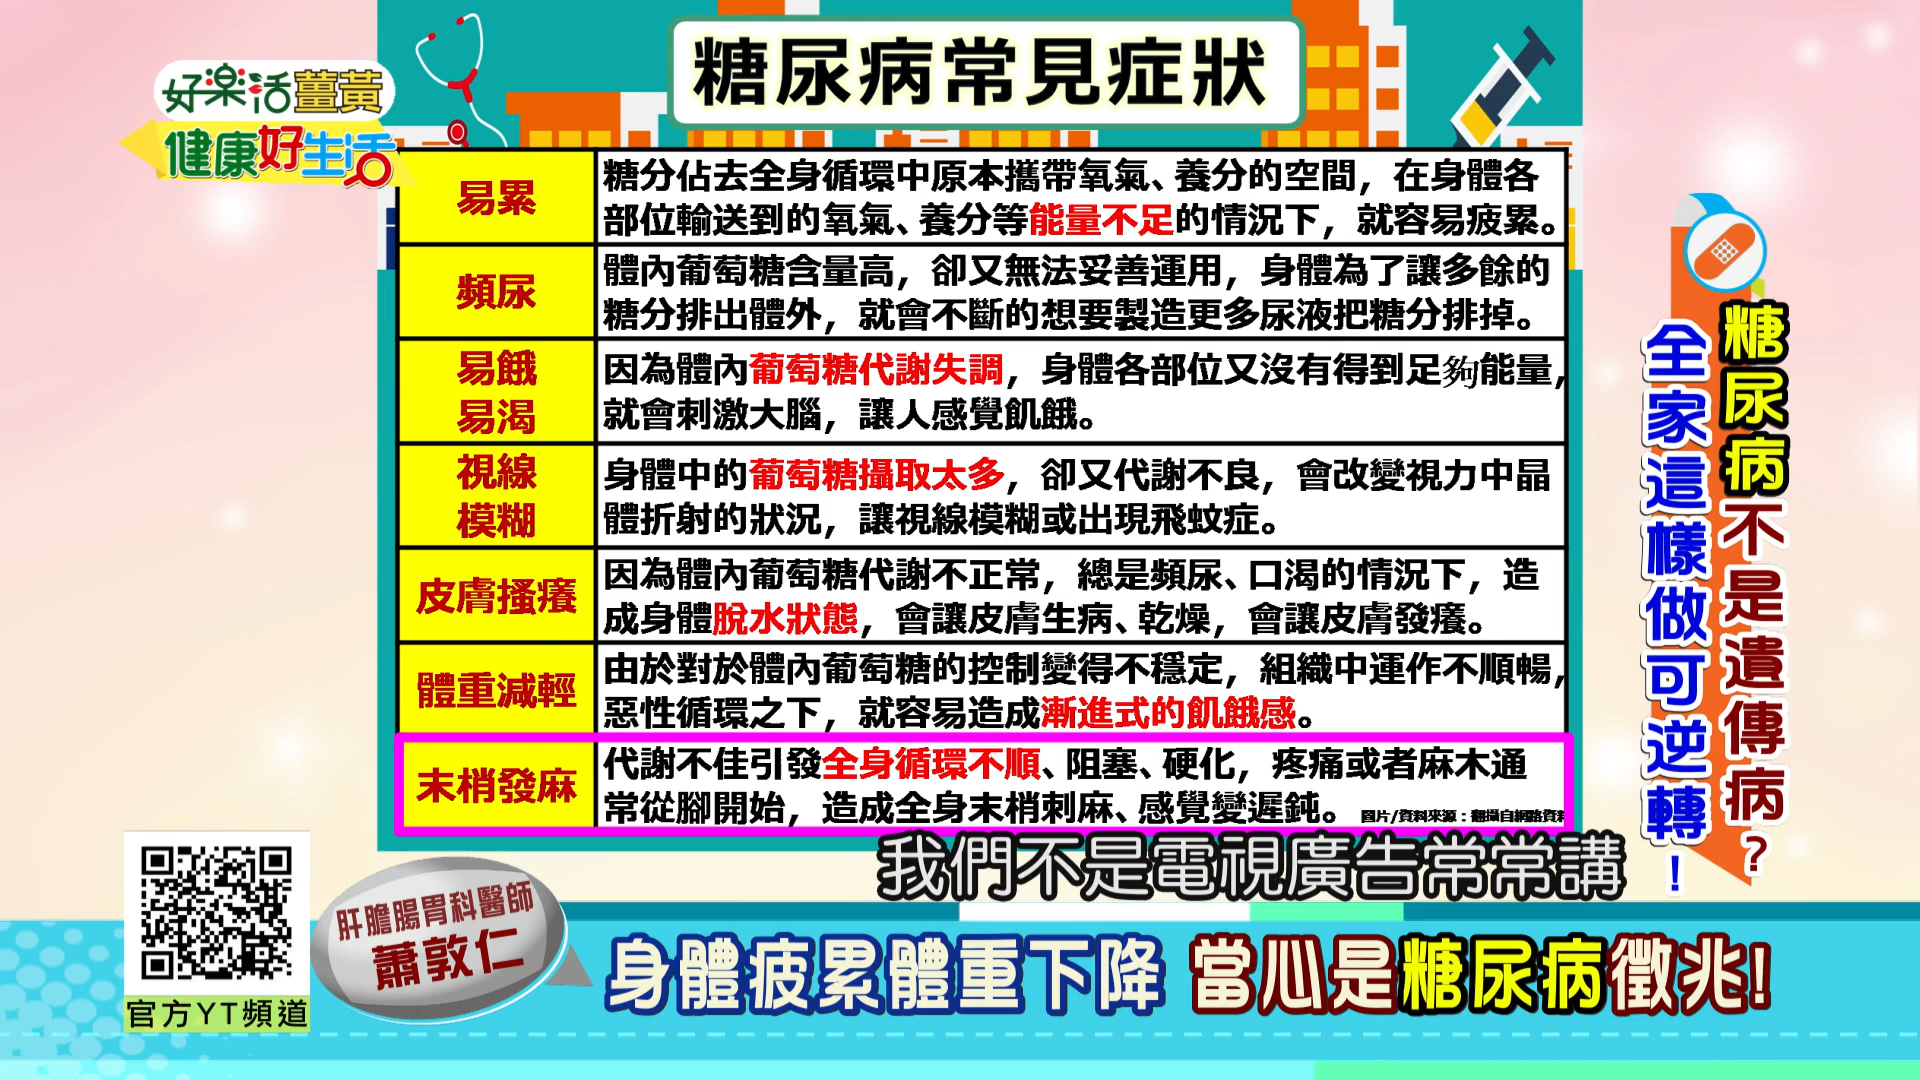 好樂活薑黃
健康好生活
糖尿病常見症狀
易累
糖分佔去全身循環中原本攜帶氧氣、養分的空間，在身體各
部位輸送到的氧氣、養分等能量不足的情況下，就容易疲累。
頻尿
體內葡萄糖含量高，卻又無法妥善運用，身體為了讓多餘的
糖分排出體外，就會不斷的想要製造更多尿液把糖分排掉。
易餓
易渴
因為體內葡萄糖代謝失調，身體各部位又沒有得到足夠能量，
就會刺激大腦，讓人感覺飢餓。
視線
模糊
身體中的葡萄糖攝取太多，卻又代謝不良，會改變視力中晶
體折射的狀況，讓視線模糊或出現飛蚊症。
皮膚搔癢
因為體內葡萄糖代謝不正常，總是頻尿、口渴的情況下，造
成身體脫水狀態，會讓皮膚生病、乾燥，會讓皮膚發癢。
體重減輕
由於對於體內葡萄糖的控制變得不穩定，組織中運作不順暢，
惡性循環之下，就容易造成漸進式的飢餓感。
末梢發麻
代謝不佳引發全身循環不順、阻塞、硬化，疼痛或者麻木通
常從腳開始，造成全身末梢刺麻、感覺變遲鈍。
圖片/資料來源：翻攝自網路資料
糖尿病不是遺傳病?
全家這樣做可逆轉!
我們不是電視廣告常常講
官方YT頻道
肝膽腸胃科醫師
蕭敦仁
身體疲累體重下降 當心是糖尿病徵兆!